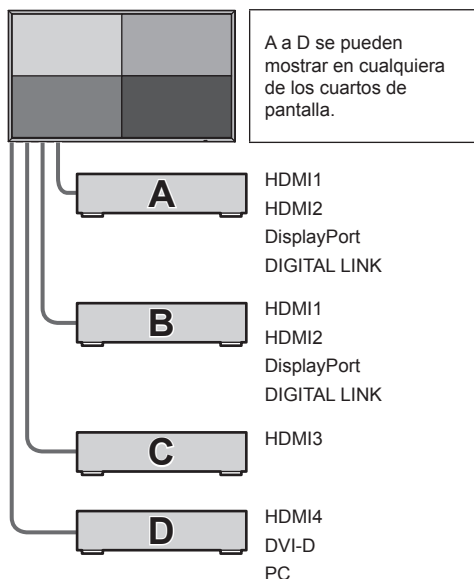 A a D se pueden
mostrar en cualquiera
de los cuartos de
pantalla.
A
HDMI1
HDMI2
DisplayPort
DIGITAL LINK
B
HDMI1
HDMI2
DisplayPort
DIGITAL LINK
C
HDMI3
D
HDMI4
DVI-D
PC